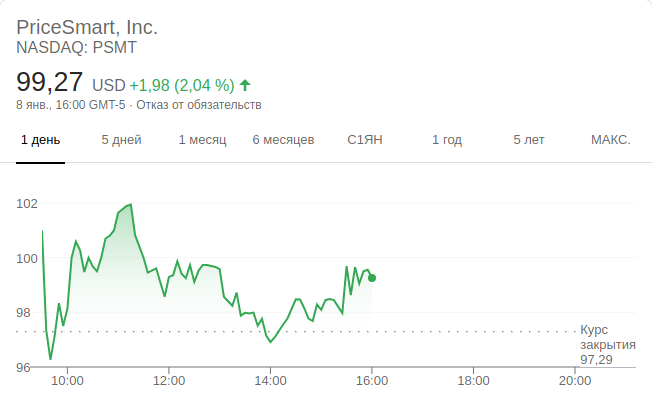 PriceSmart, Inc.
NASDAQ: PSMT
99,27 USD +1,98 (2,04 %)
8 янв., 16:00 GMT-5 · Отказ от обязательств
1 день 5 дней 1 месяц 6 месяцев С1ЯН 1 год 5 лет МАКС.
102
100
98
96
Курс
закрытия
97,29
10:00 12:00 14:00 16:00 18:00 20:00